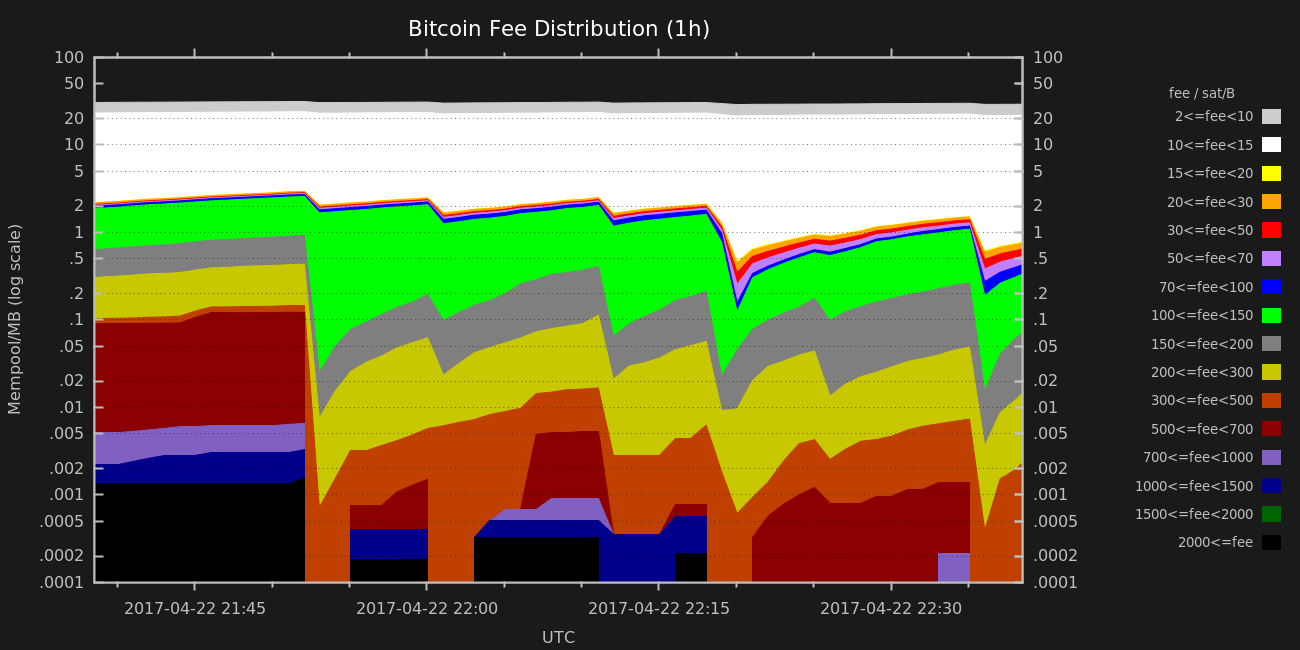 Bitcoin Fee Distribution (1h)
Mempool/MB (log scale)
100 100
50 50
20 20
10 10
5 5
2 2
1 1
.5 .5
.2 .2
.1 .1
.05 .05
.02 .02
.01 .01
.005 .005
.002 .002
.001 .001
.0005 .0005
.0002 .0002
.0001 .0001
2017-04-22 21:45 2017-04-22 22:00 2017-04-22 22:15 2017-04-22 22:30
UTC
fee / sat/B
2<=fee<10
10<=fee<15
15<=fee<20
20<=fee<30
30<=fee<50
50<=fee<70
70<=fee<100
100<=fee<150
150<=fee<200
200<=fee<300
300<=fee<500
500<=fee<700
700<=fee<1000
1000<=fee<1500
1500<=fee<2000
2000<=fee